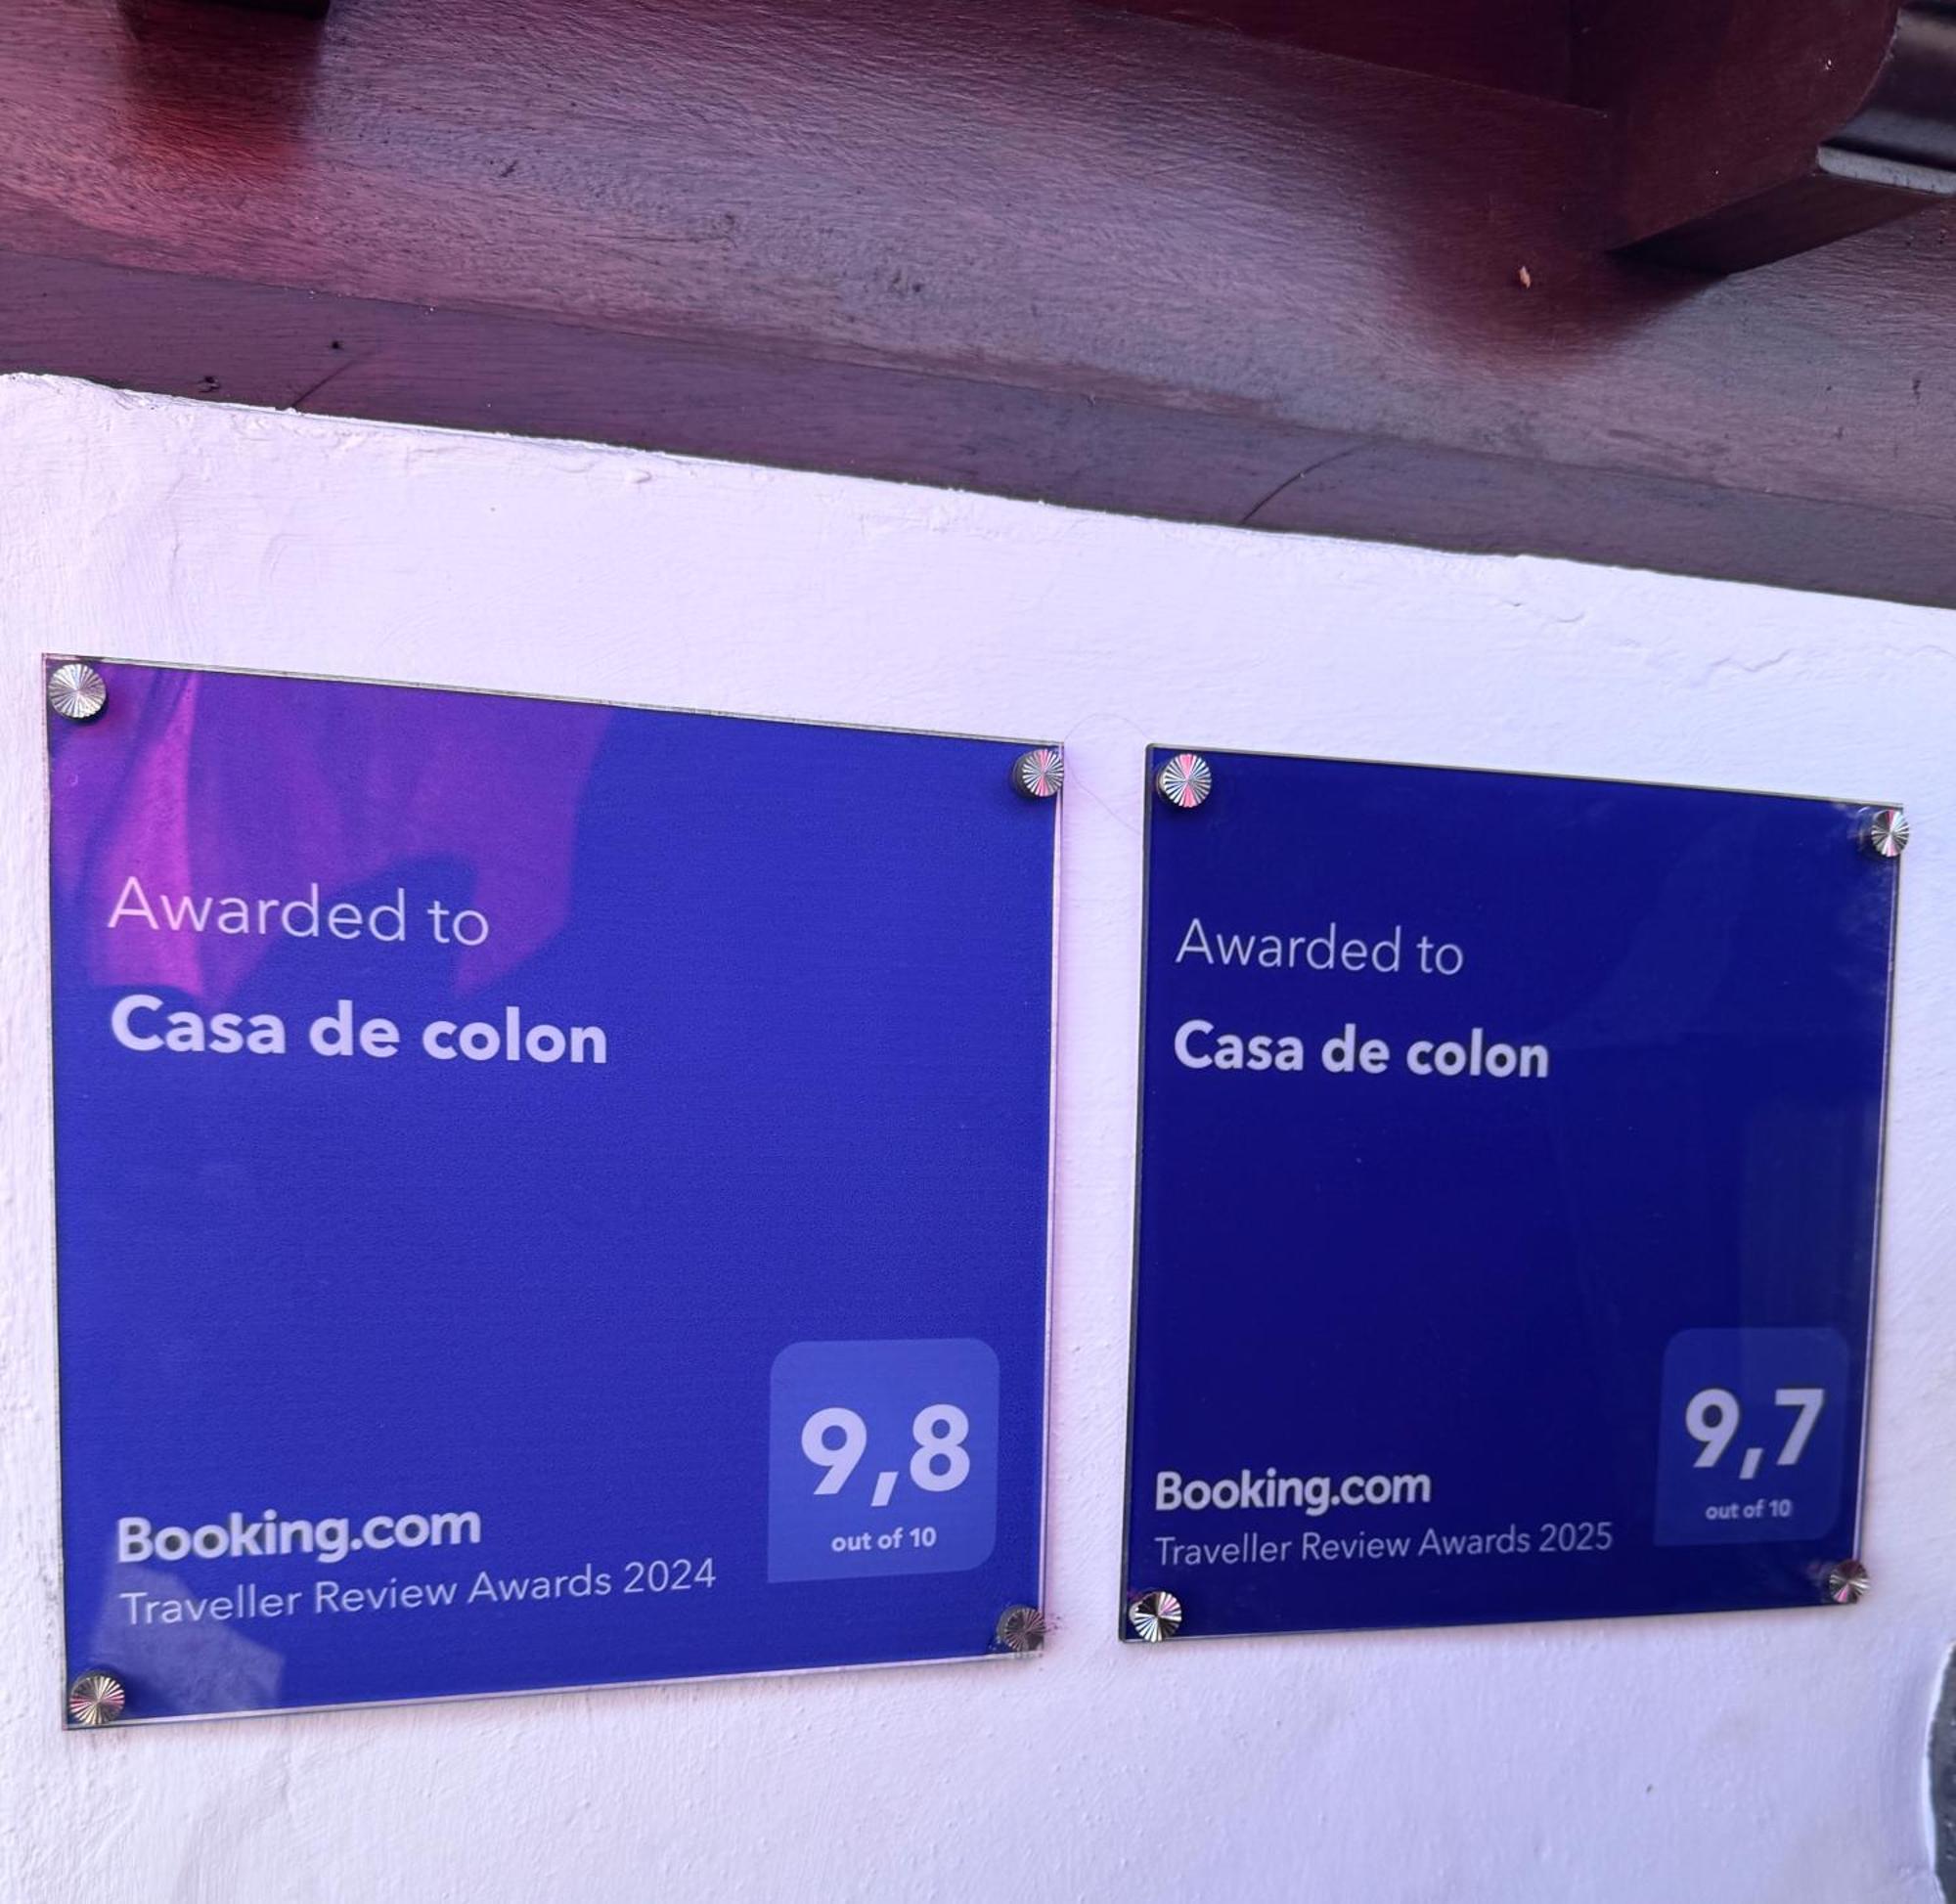 Awarded to
Casa de colon
9,8
out of 10
Booking.com
Traveller Review Awards 2024
Awarded to
Casa de colon
9,7
out of 10
Booking.com
Traveller Review Awards 2025